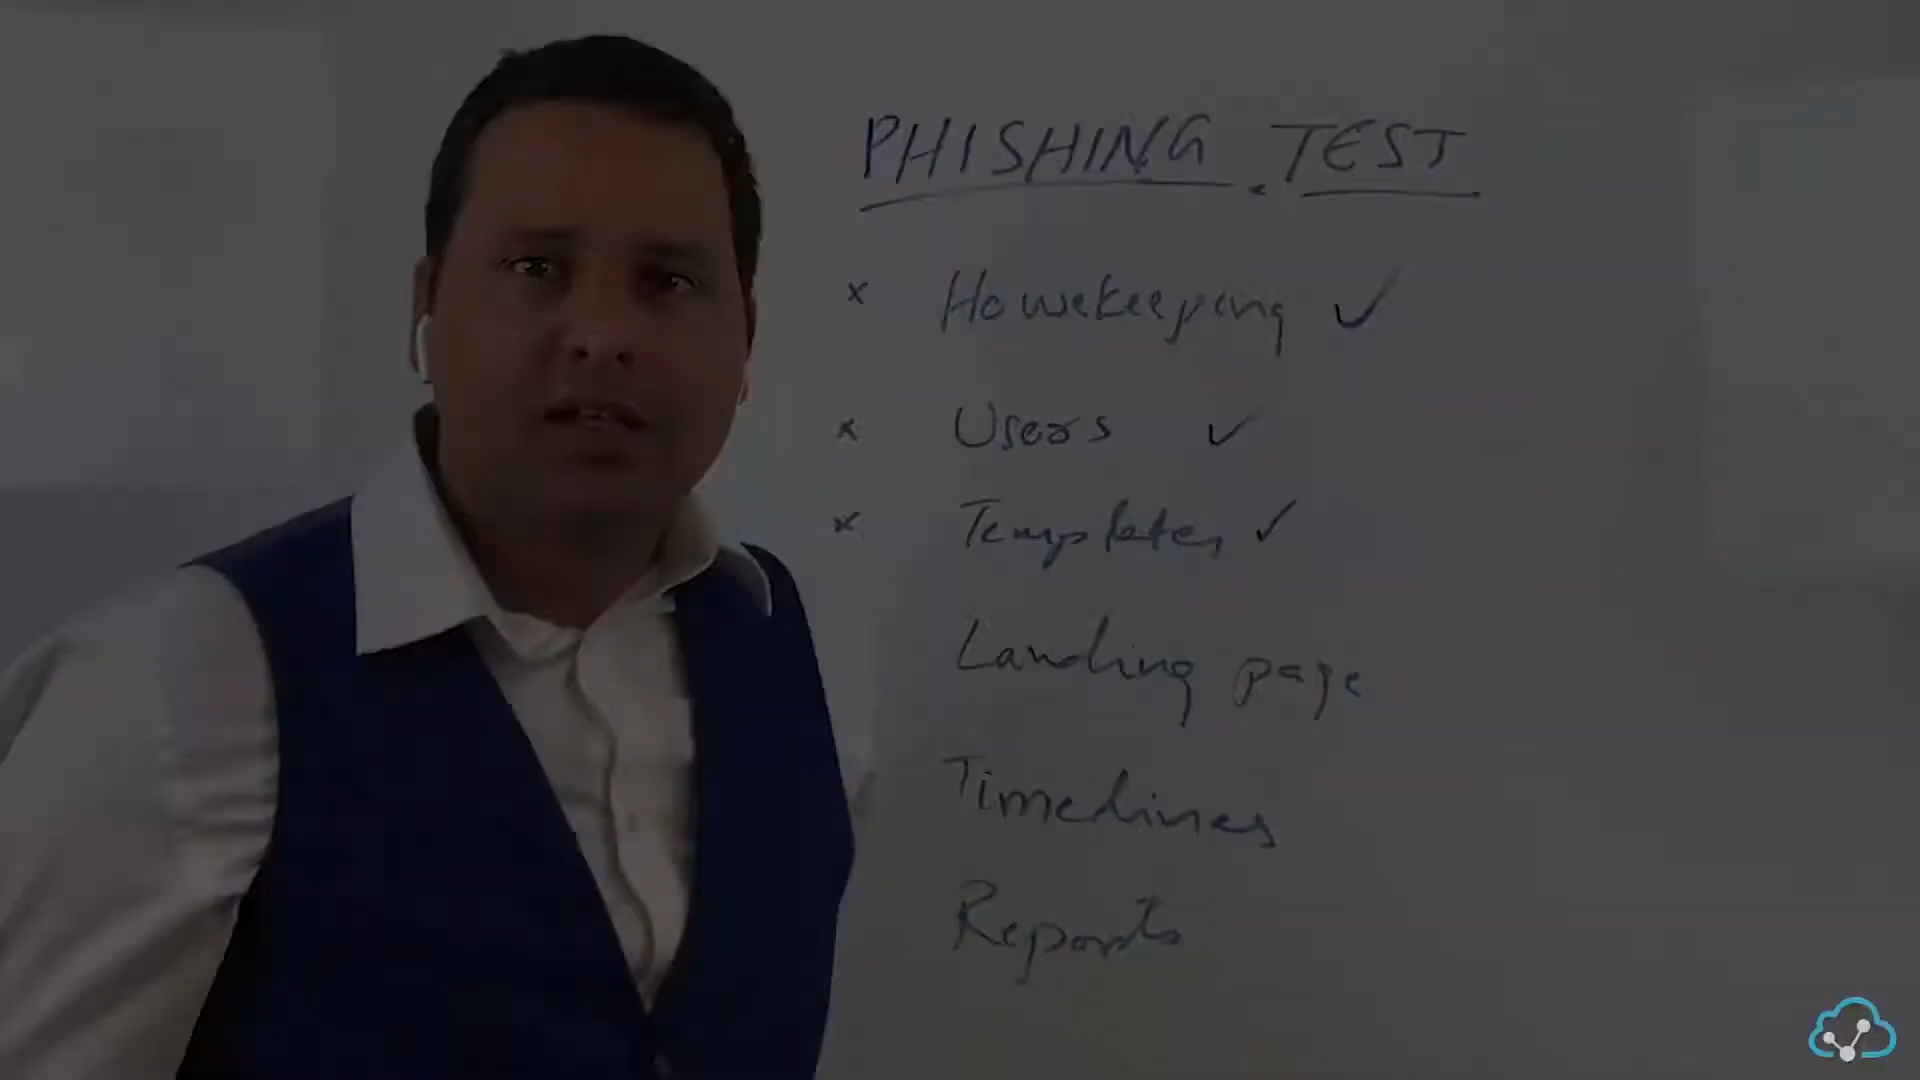 PHISHING TEST
x Housekeeping ✓
x Users ✓
x Templates ✓
Landing page
Timelines
Reports